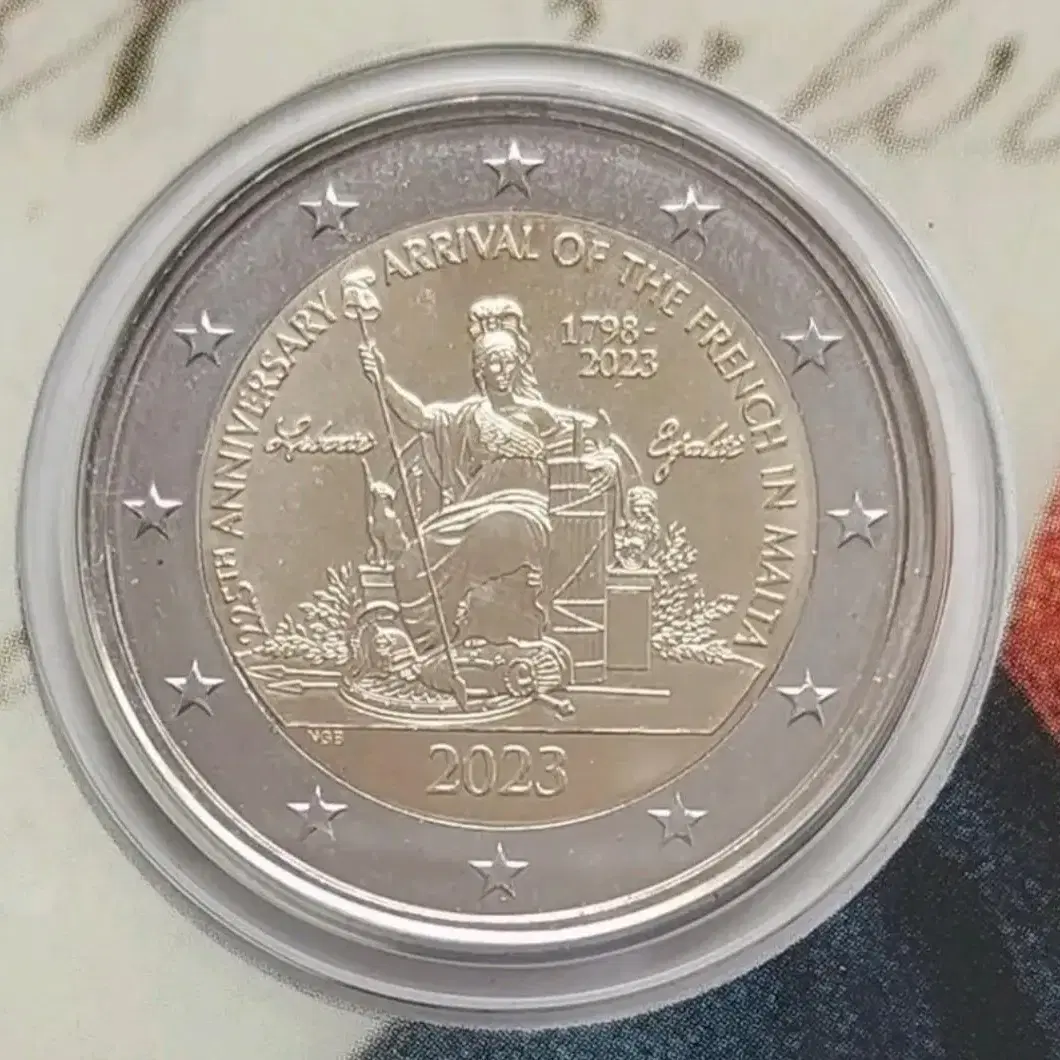 225TH ANNIVERSARY ARRIVAL OF THE FRENCH IN MALTA
1798-
2023
Liberté
Egalité
NGB
2023